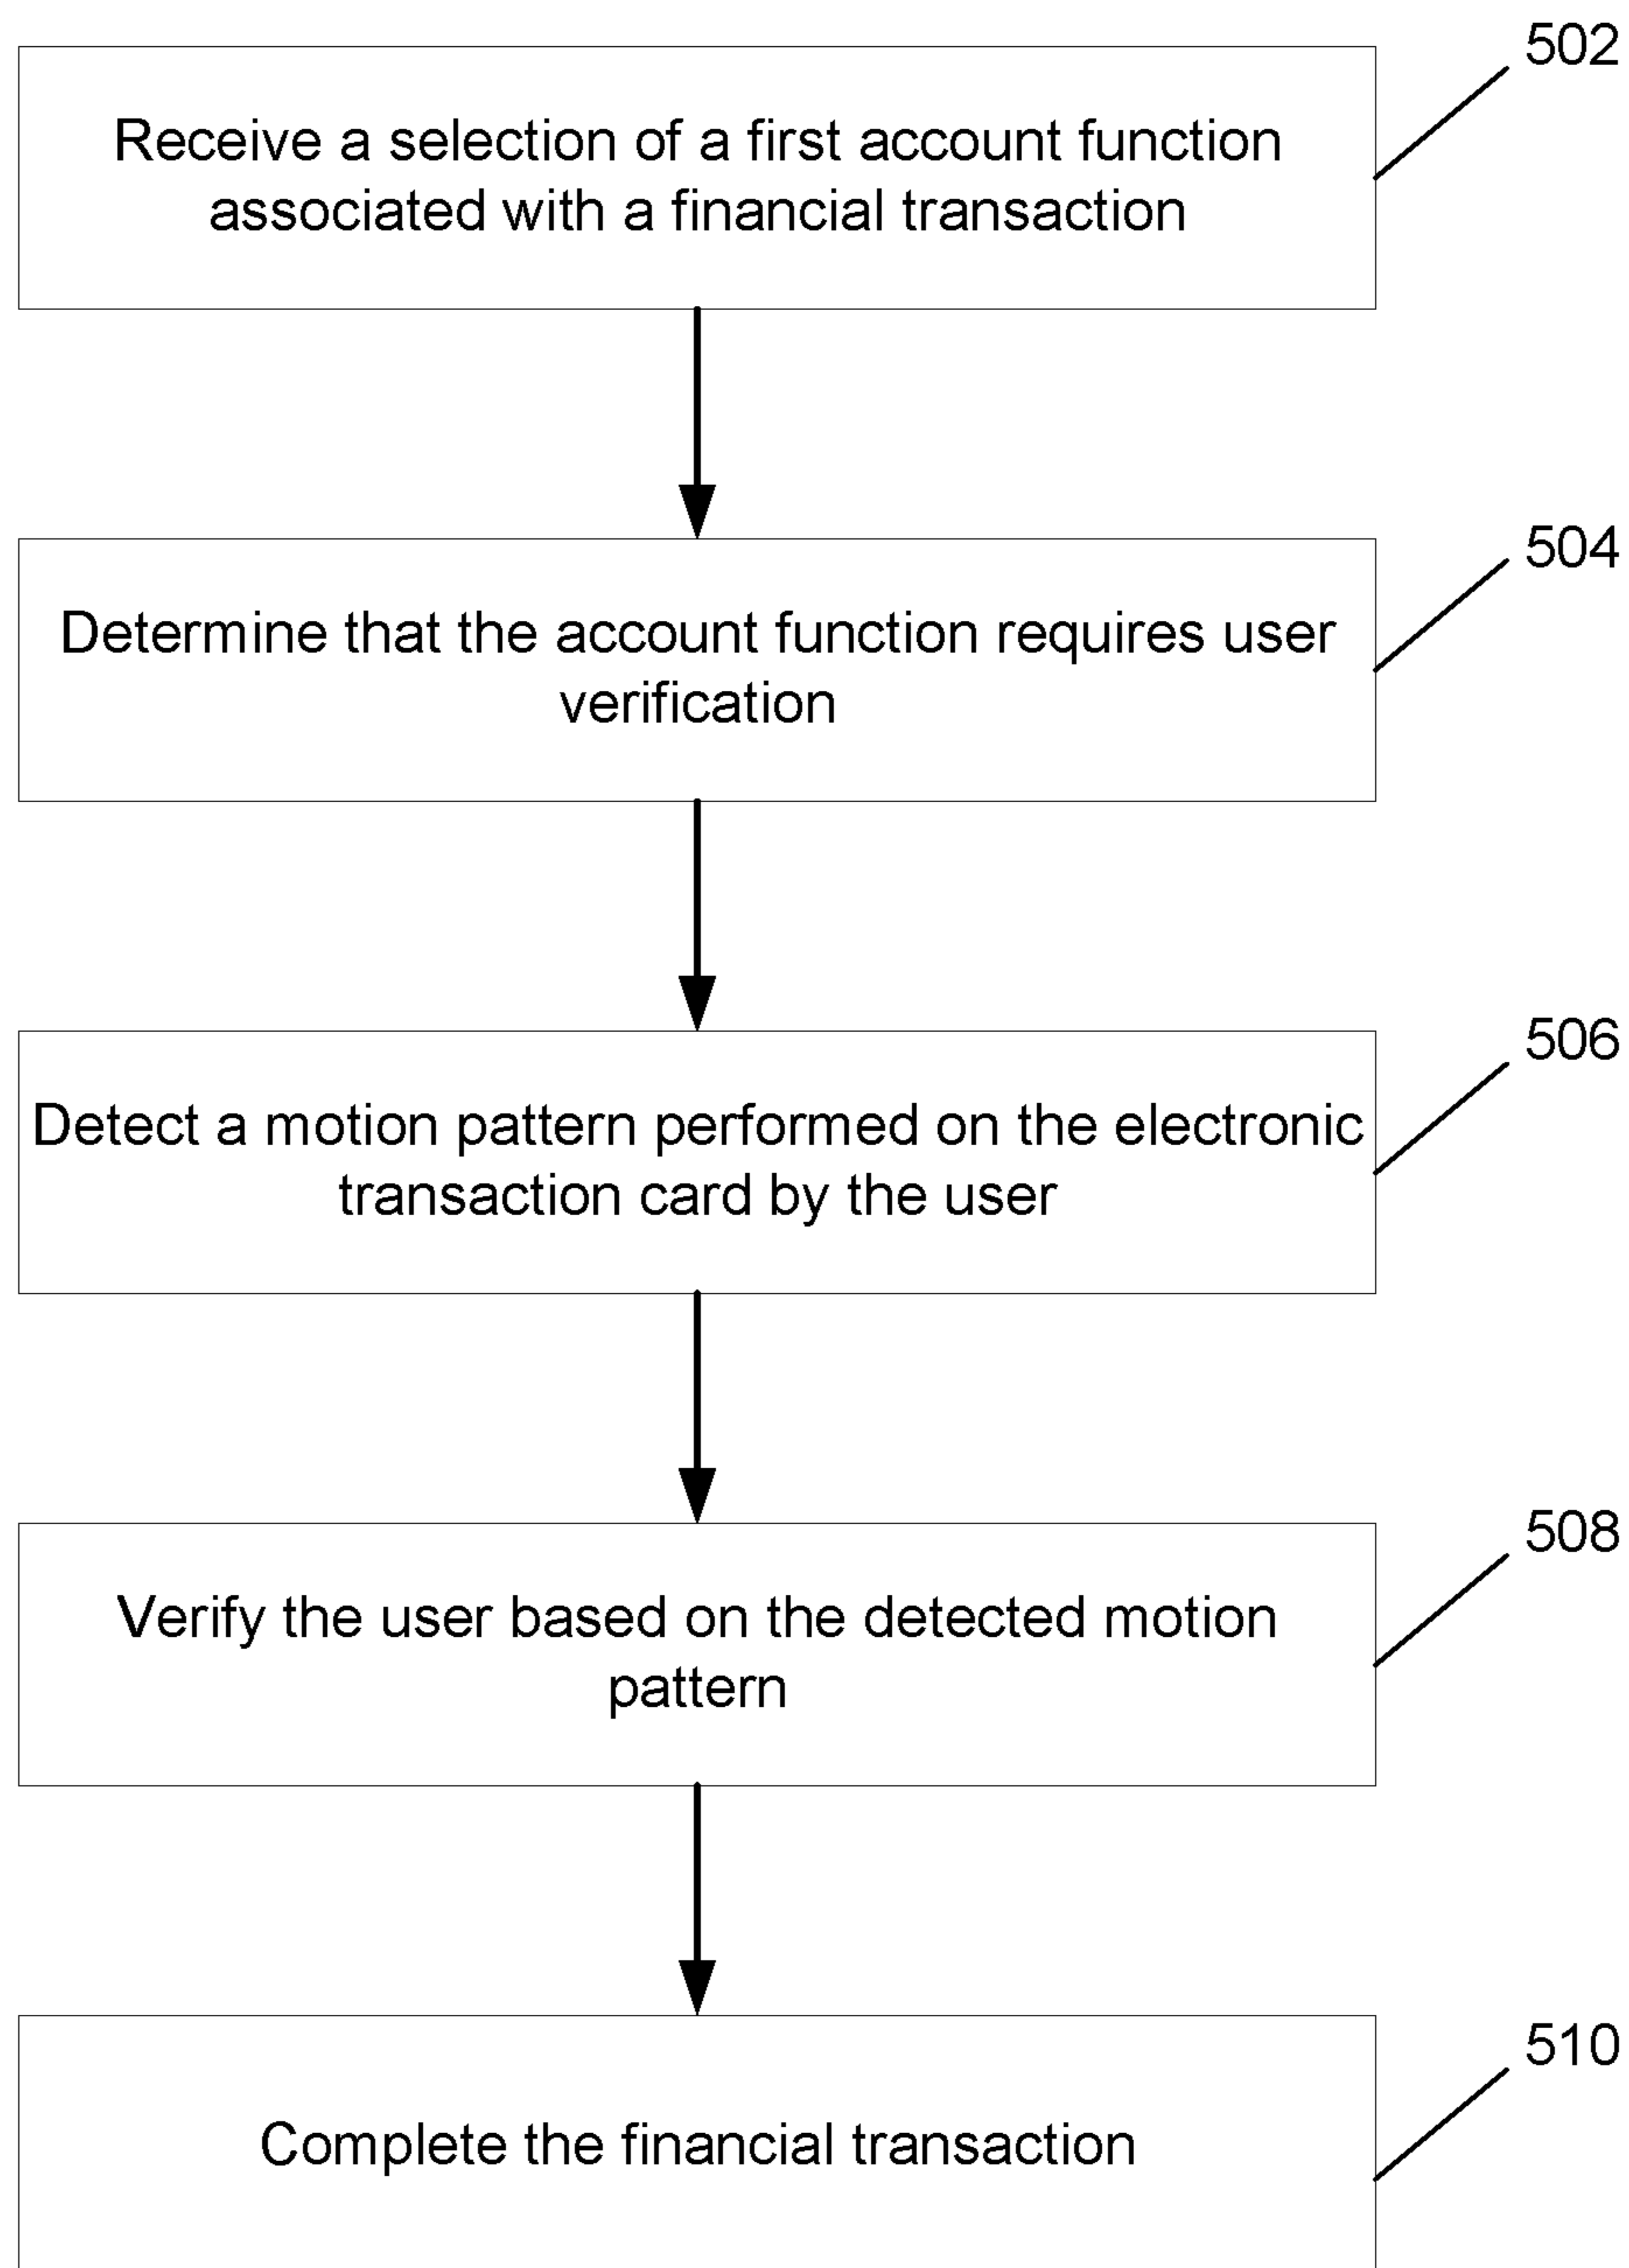 502
Receive a selection of a first account function
associated with a financial transaction
504
Determine that the account function requires user
verification
506
Detect a motion pattern performed on the electronic
transaction card by the user
508
Verify the user based on the detected motion
pattern
510
Complete the financial transaction